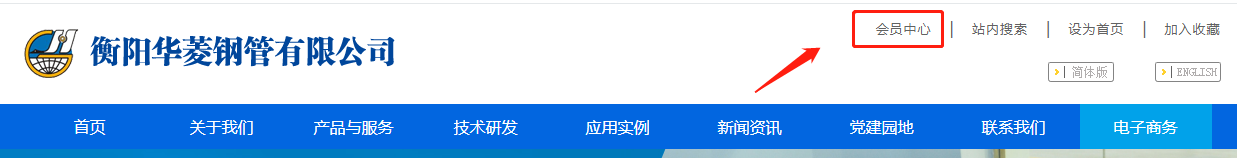 衡阳华菱钢管有限公司
会员中心 | 站内搜索 | 设为首页 | 加入收藏
简体版 ENGLISH
首页 关于我们 产品与服务 技术研发 应用实例 新闻资讯 党建园地 联系我们 电子商务